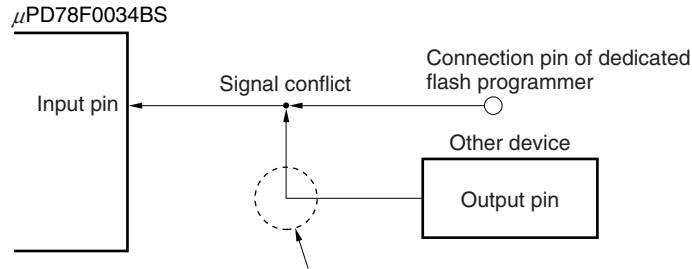 μPD78F0034BS
Signal conflict
Input pin
Connection pin of dedicated
flash programmer
Other device
Output pin